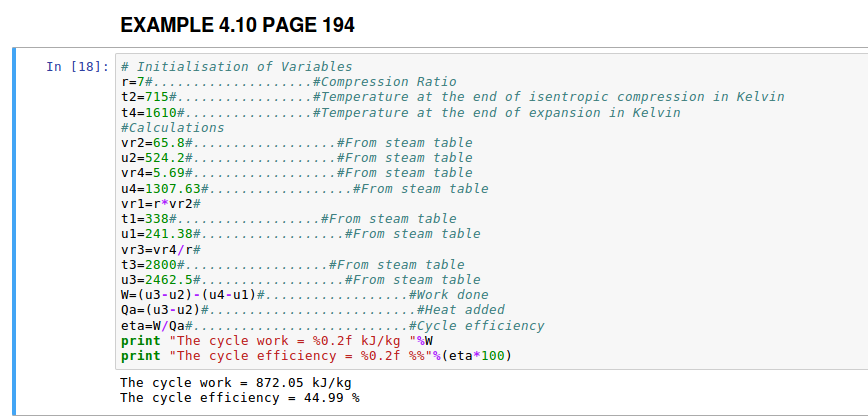 EXAMPLE 4.10 PAGE 194
In [18]: # Initialisation of Variables
r=7#....................#Compression Ratio
t2=715#.................#Temperature at the end of isentropic compression in Kelvin
t4=1610#................#Temperature at the end of expansion in Kelvin
#Calculations
vr2=65.8#..................#From steam table
u2=524.2#..................#From steam table
vr4=5.69#..................#From steam table
u4=1307.63#..................#From steam table
vr1=r*vr2#
t1=338#..................#From steam table
u1=241.38#..................#From steam table
vr3=vr4/r#
t3=2800#..................#From steam table
u3=2462.5#..................#From steam table
W=(u3-u2)-(u4-u1)#..................#Work done
Qa=(u3-u2)#..........................#Heat added
eta=W/Qa#...........................#Cycle efficiency
print "The cycle work = %0.2f kJ/kg "%W
print "The cycle efficiency = %0.2f %%"%(eta*100)
The cycle work = 872.05 kJ/kg
The cycle efficiency = 44.99 %